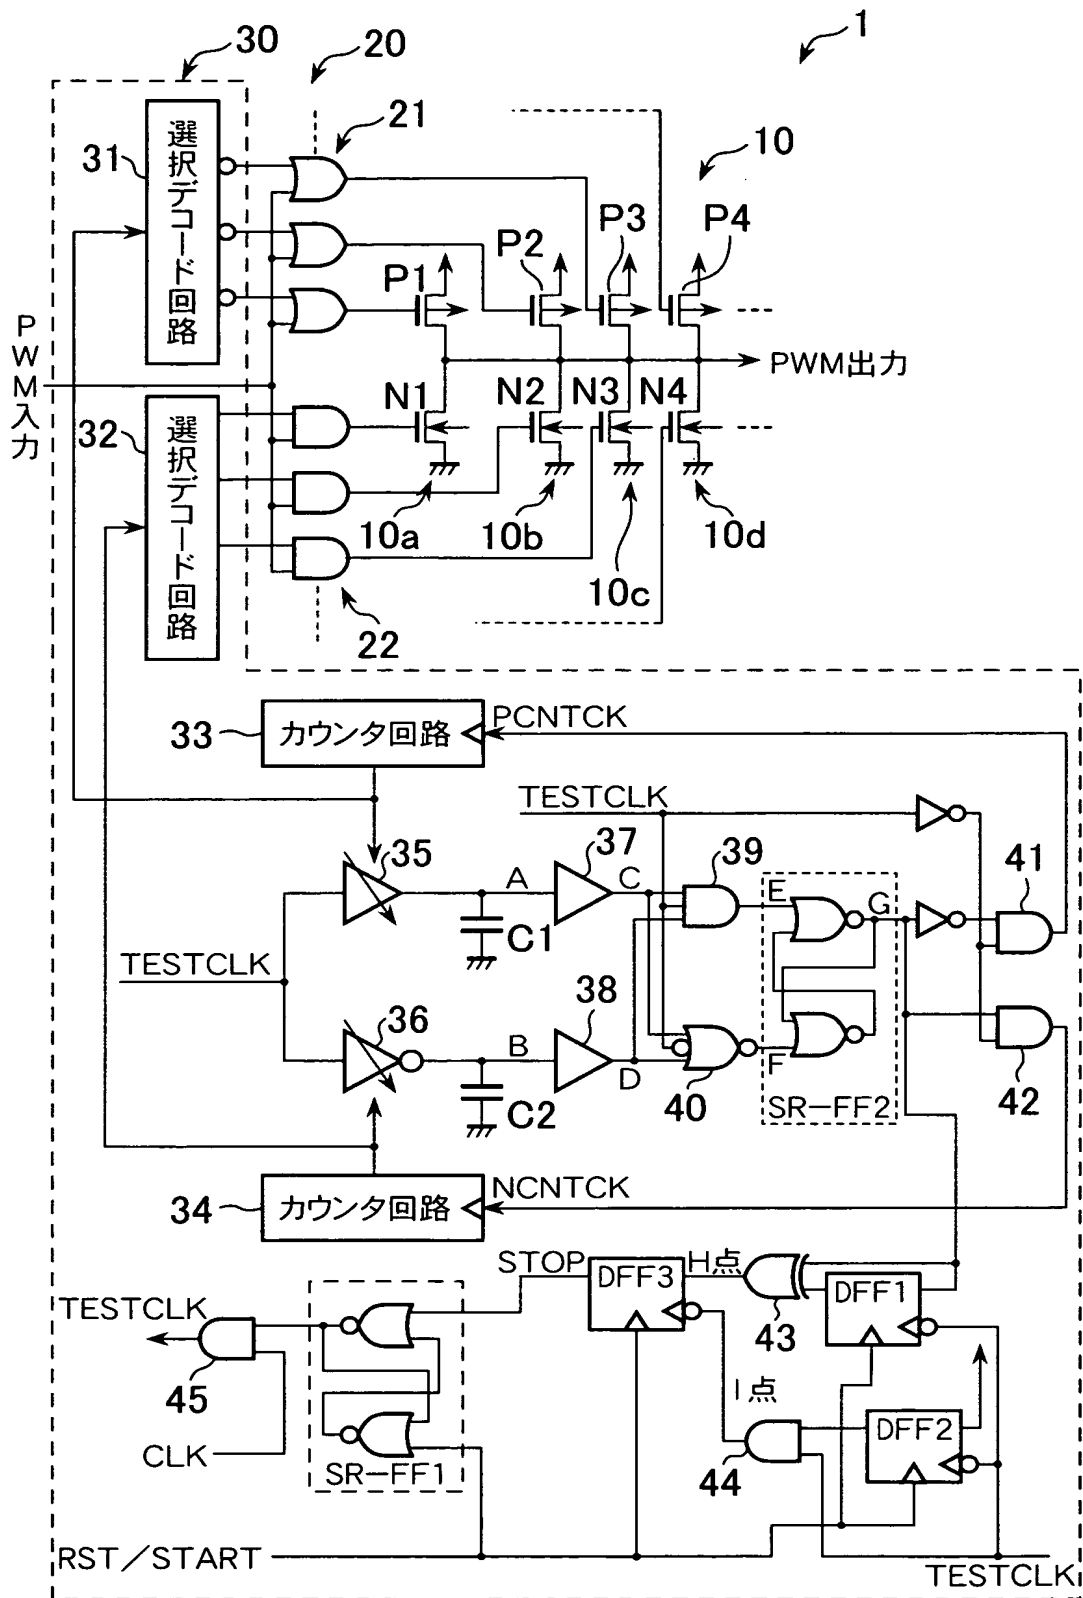 1
30
20
21
10
31
選択デコード回路
P1
P2
P3
P4
PWM入力
PWM出力
32
選択デコード回路
N1
N2
N3
N4
10a
10b
10c
10d
22
33
カウンタ回路
PCNTCK
TESTCLK
35
37
39
41
A
C
E
G
C1
TESTCLK
36
38
B
D
F
C2
40
SR-FF2
42
34
カウンタ回路
NCNTCK
STOP
DFF3
H点
DFF1
43
TESTCLK
45
I点
DFF2
44
CLK
SR-FF1
RST/START
TESTCLK